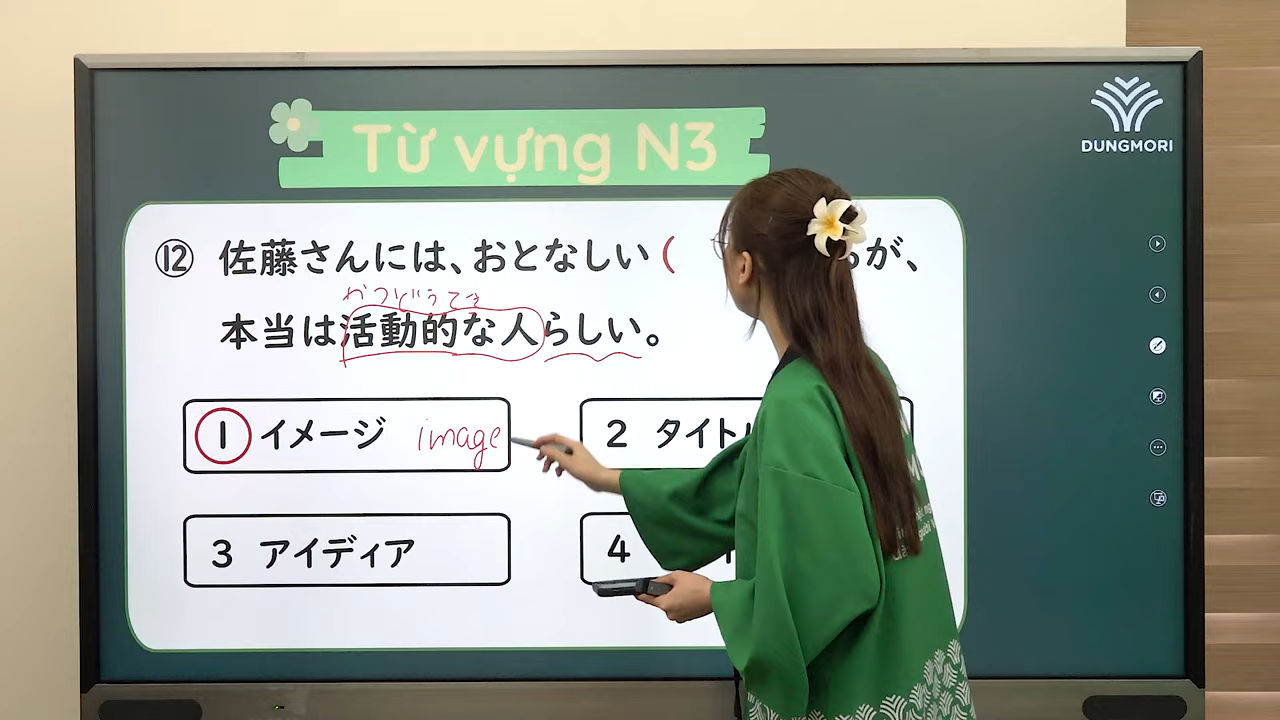 Từ vựng N3
DUNGMORI
⑫ 佐藤さんには、おとなしい( が、
かつどうてき
本当は活動的な人らしい。
1 イメージ image
2 タイト
3 アイディア
4